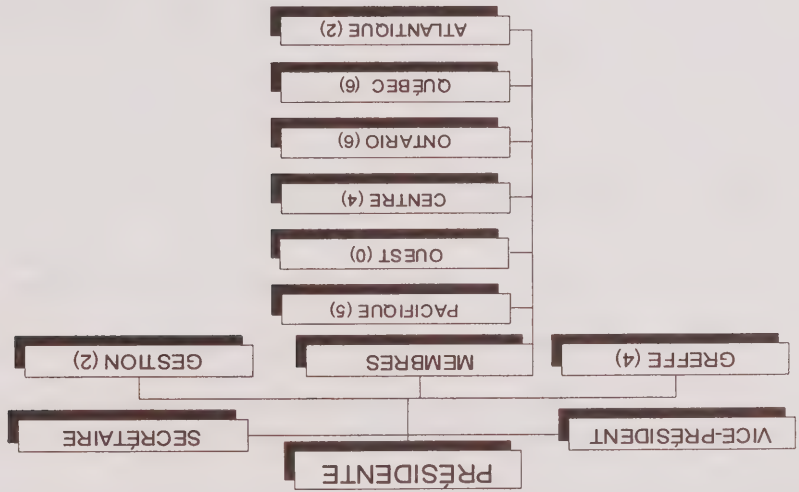 PRÉSIDENTE
VICE-PRÉSIDENT
SECRÉTAIRE
GREFFE (4)
MEMBRES
GESTION (2)
PACIFIQUE (5)
OUEST (0)
CENTRE (4)
ONTARIO (6)
QUÉBEC (6)
ATLANTIQUE (2)